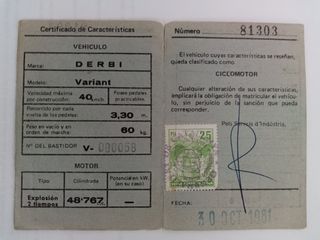 Certificado de Características
VEHICULO
Marca: DERBI
Modelo: Variant
Velocidad máxima
por construcción: 40 km/h
Pasos pedales
practicables.
Recorrido por cada
vuelta de los pedales. 3,30 m.
Peso en vacío y en
orden de marcha: 60 kg.
Nº DEL BASTIDOR V- 000058
MOTOR
Tipo Cilindrada Potencial en kW.
(en su caso)
Explosión
2 tiempos 48'767
Número 81303
El vehículo cuyas características se reseñan,
queda clasificado como
CICLOMOTOR
Cualquier alteración de sus características,
implicará la obligación de matricular el vehículo,
sin perjuicio de la sanción que pueda
corresponder.
25
FECHA:
30 OCT 1981